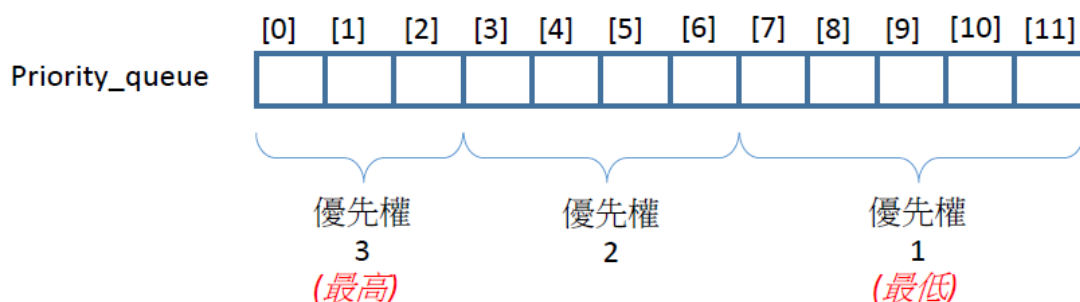 [0] [1] [2] [3] [4] [5] [6] [7] [8] [9] [10] [11]
Priority_queue
優先權 優先權 優先權
3 2 1
(最高) (最低)